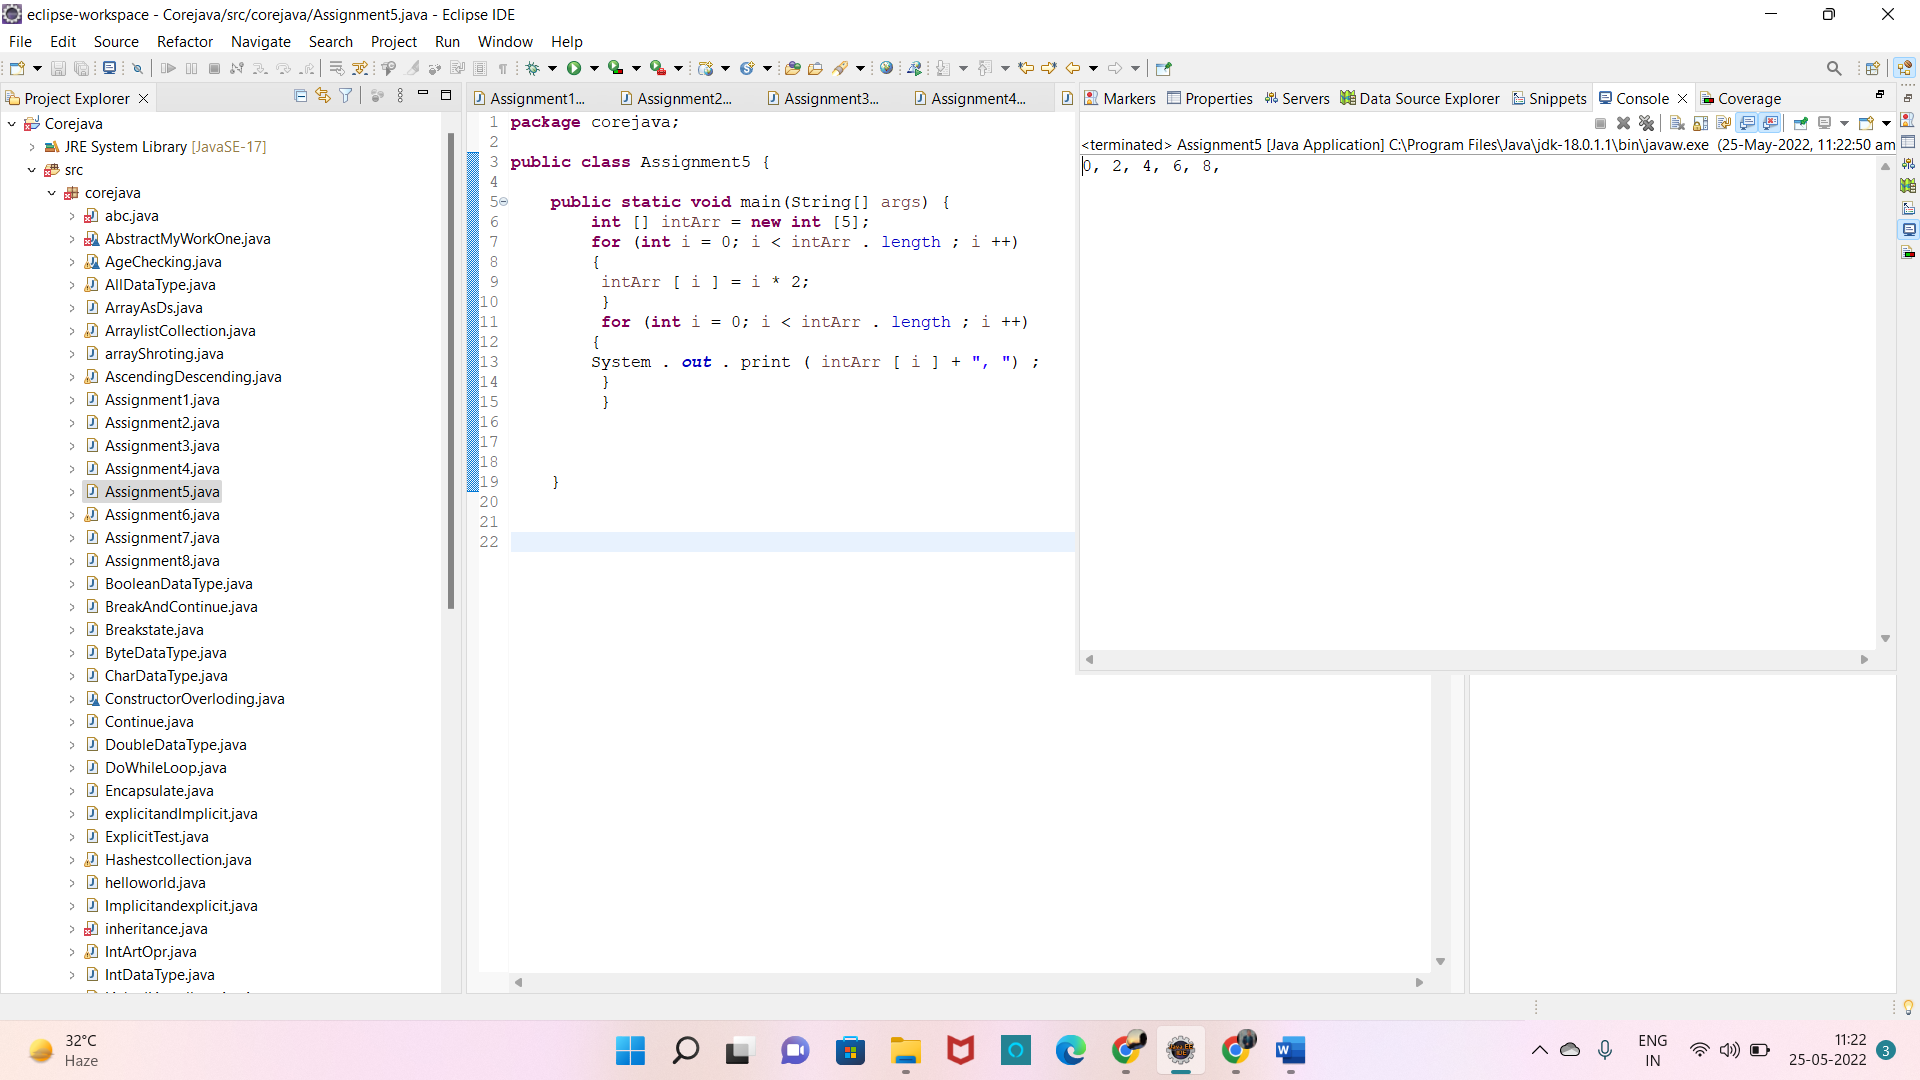 eclipse-workspace - Corejava/src/corejava/Assignment5.java - Eclipse IDE
File Edit Source Refactor Navigate Search Project Run Window Help
Project Explorer
Corejava
JRE System Library [JavaSE-17]
src
corejava
abc.java
AbstractMyWorkOne.java
AgeChecking.java
AllDataType.java
ArrayAsDs.java
ArraylistCollection.java
arrayShroting.java
AscendingDescending.java
Assignment1.java
Assignment2.java
Assignment3.java
Assignment4.java
Assignment5.java
Assignment6.java
Assignment7.java
Assignment8.java
BooleanDataType.java
BreakAndContinue.java
Breakstate.java
ByteDataType.java
CharDataType.java
ConstructorOverloding.java
Continue.java
DoubleDataType.java
DoWhileLoop.java
Encapsulate.java
explicitandImplicit.java
ExplicitTest.java
Hashestcollection.java
helloworld.java
Implicitandexplicit.java
inheritance.java
IntArtOpr.java
IntDataType.java
Assignment1... Assignment2... Assignment3... Assignment4...
1 package corejava;
2
3 public class Assignment5 {
4
5 public static void main(String[] args) {
6 int [] intArr = new int [5];
7 for (int i = 0; i < intArr . length ; i ++)
8 {
9 intArr [ i ] = i * 2;
10 }
11 for (int i = 0; i < intArr . length ; i ++)
12 {
13 System . out . print ( intArr [ i ] + ", ") ;
14 }
15 }
16
17
18
19 }
20
21
22
Markers Properties Servers Data Source Explorer Snippets Console Coverage
<terminated> Assignment5 [Java Application] C:\Program Files\Java\jdk-18.0.1.1\bin\javaw.exe (25-May-2022, 11:22:50 am
0, 2, 4, 6, 8,
32°C
Haze
ENG
IN
11:22
25-05-2022
3